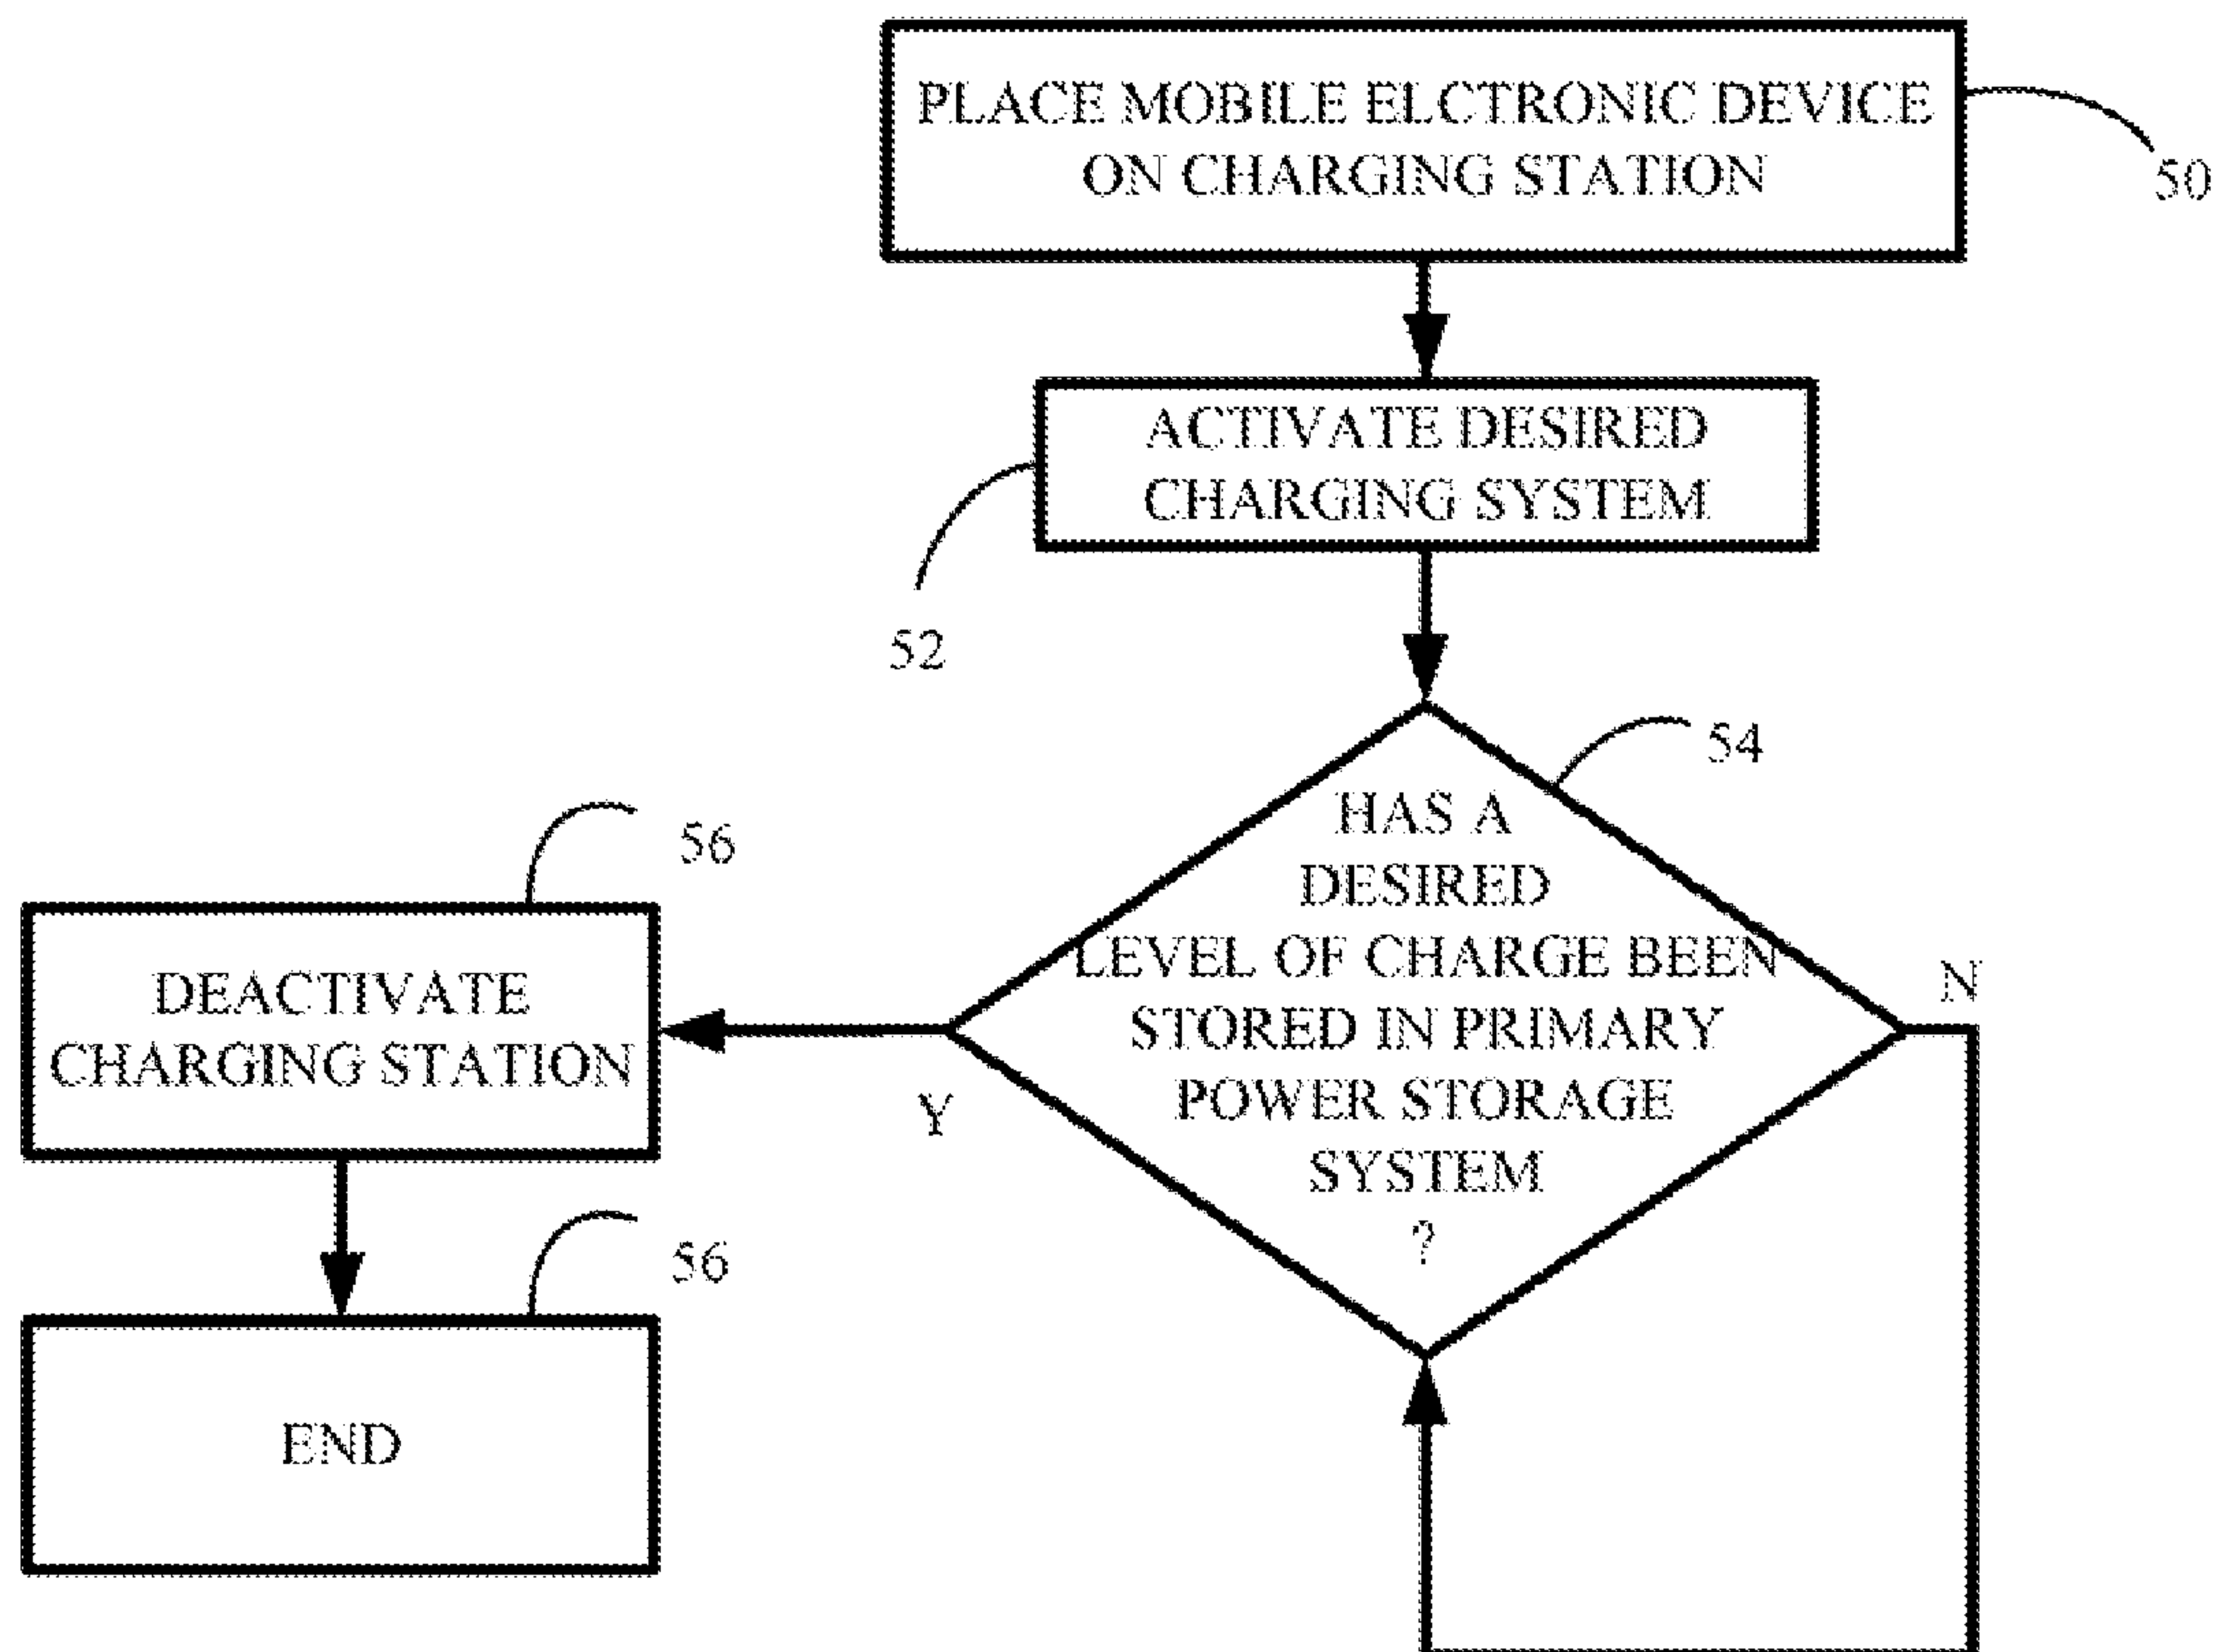 PLACE MOBILE ELCTRONIC DEVICE
ON CHARGING STATION
50
ACTIVATE DESIRED
CHARGING SYSTEM
52
54
HAS A
DESIRED
LEVEL OF CHARGE BEEN
STORED IN PRIMARY
POWER STORAGE
SYSTEM
?
N
Y
56
DEACTIVATE
CHARGING STATION
56
END